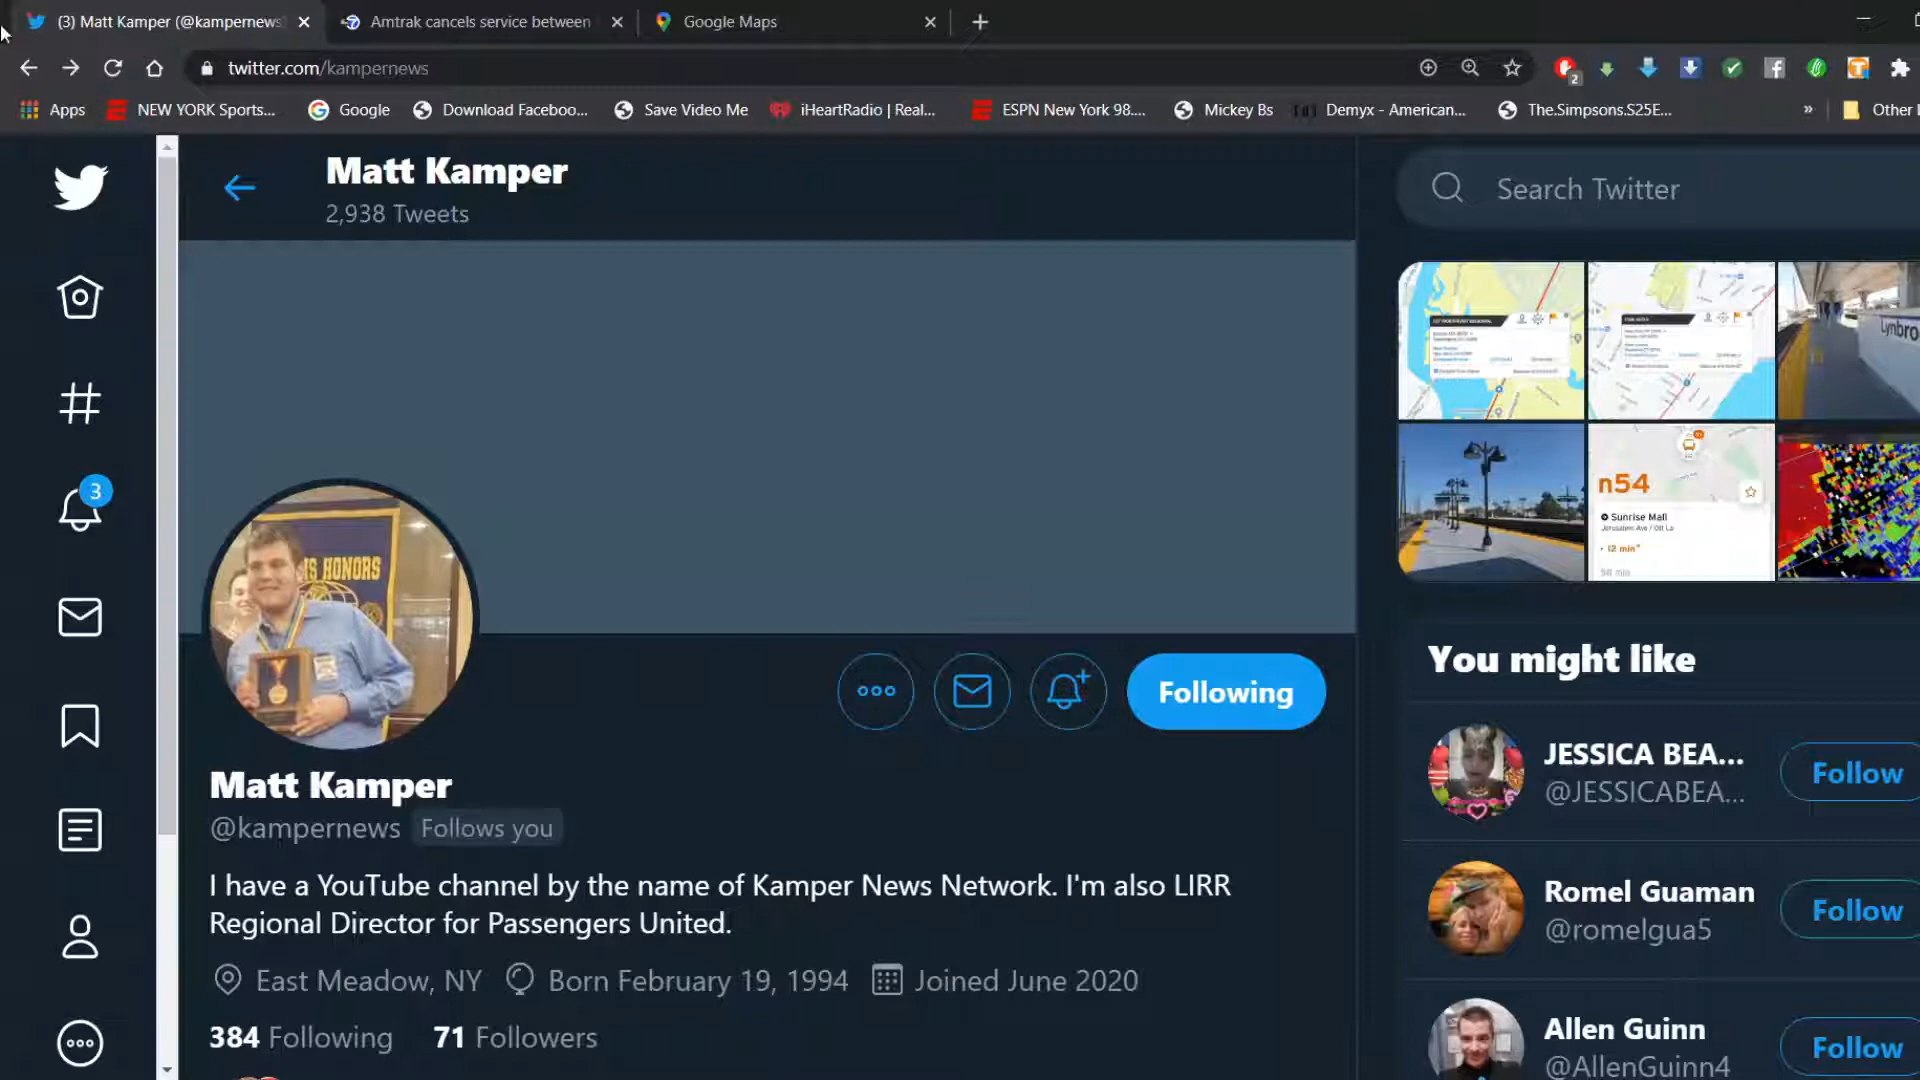 (3) Matt Kamper (@kampernews
Amtrak cancels service between
Google Maps
twitter.com/kampernews
2
Apps
NEW YORK Sports...
Google
Download Faceboo...
Save Video Me
iHeartRadio | Real...
ESPN New York 98....
Mickey Bs
Demyx - American...
The.Simpsons.S25E...
»
Other
Matt Kamper
2,938 Tweets
Search Twitter
Lynbro
n54
Sunrise Mall
12 min
3
IS HONORS
Following
Matt Kamper
@kampernews
Follows you
I have a YouTube channel by the name of Kamper News Network. I'm also LIRR
Regional Director for Passengers United.
East Meadow, NY
Born February 19, 1994
Joined June 2020
384 Following
71 Followers
You might like
JESSICA BEA...
@JESSICABEA...
Follow
Romel Guaman
@romelgua5
Follow
Allen Guinn
@AllenGuinn4
Follow